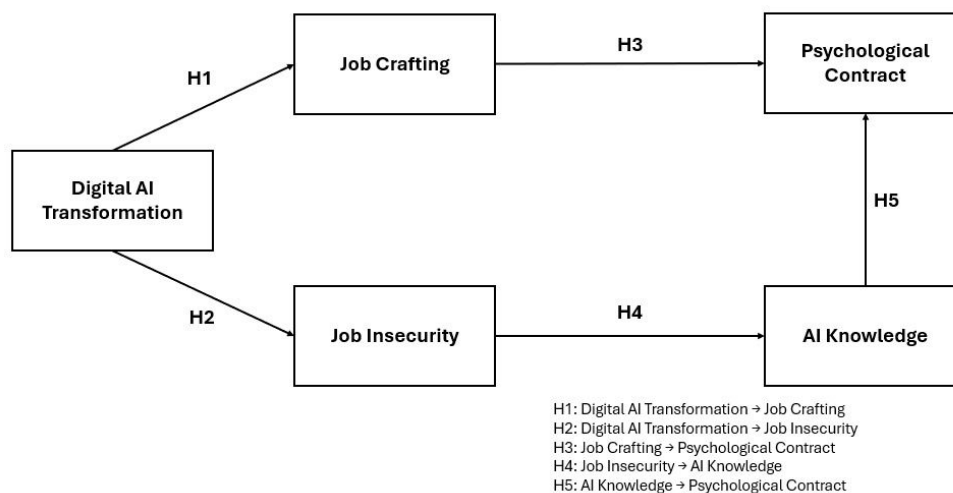 H1
Job Crafting
H3
Psychological
Contract
Digital AI
Transformation
H5
H2
Job Insecurity
H4
AI Knowledge
H1: Digital AI Transformation → Job Crafting
H2: Digital AI Transformation → Job Insecurity
H3: Job Crafting → Psychological Contract
H4: Job Insecurity → AI Knowledge
H5: AI Knowledge → Psychological Contract